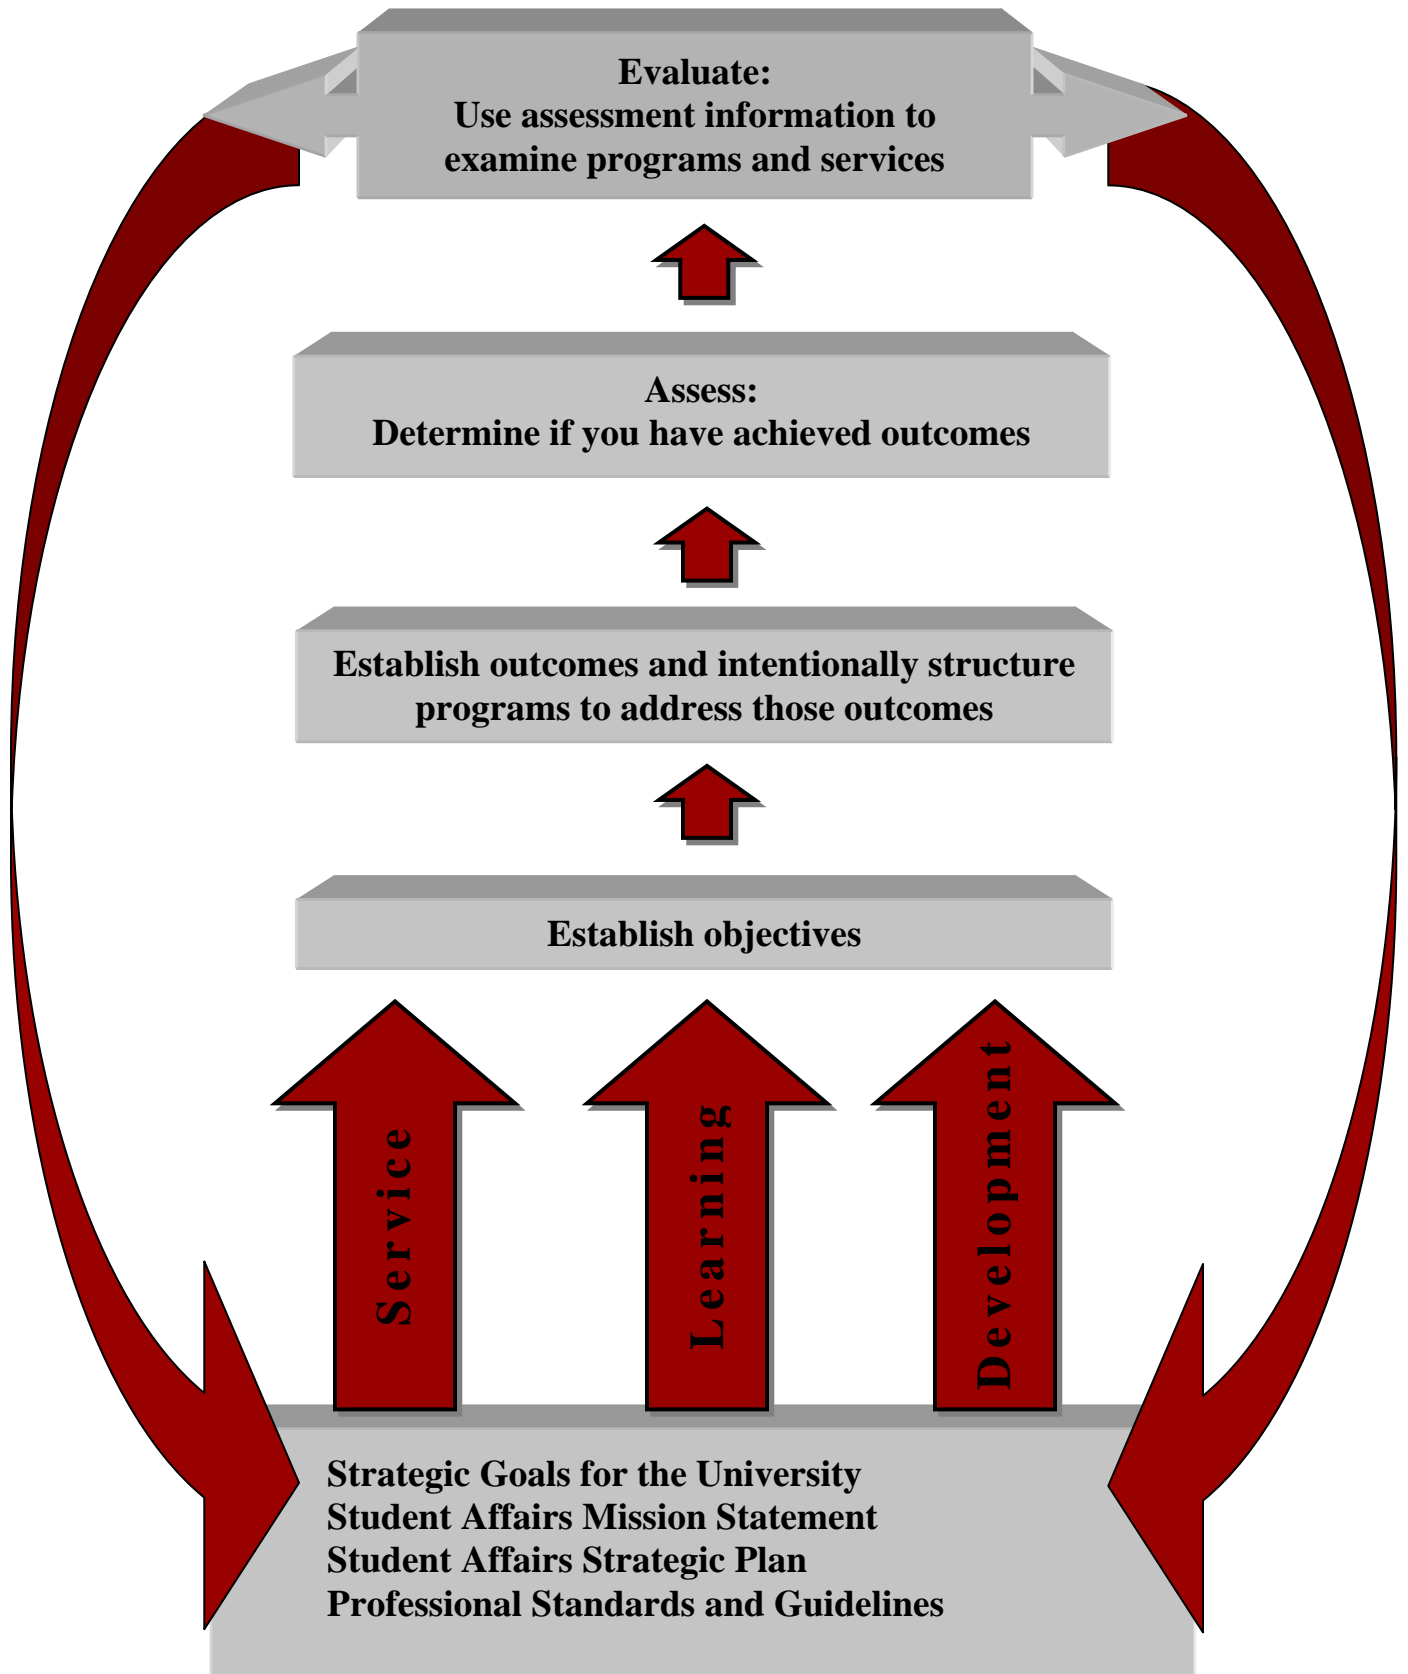 Evaluate:
Use assessment information to
examine programs and services
Assess:
Determine if you have achieved outcomes
Establish outcomes and intentionally structure
programs to address those outcomes
Establish objectives
Service
Learning
Development
Strategic Goals for the University
Student Affairs Mission Statement
Student Affairs Strategic Plan
Professional Standards and Guidelines